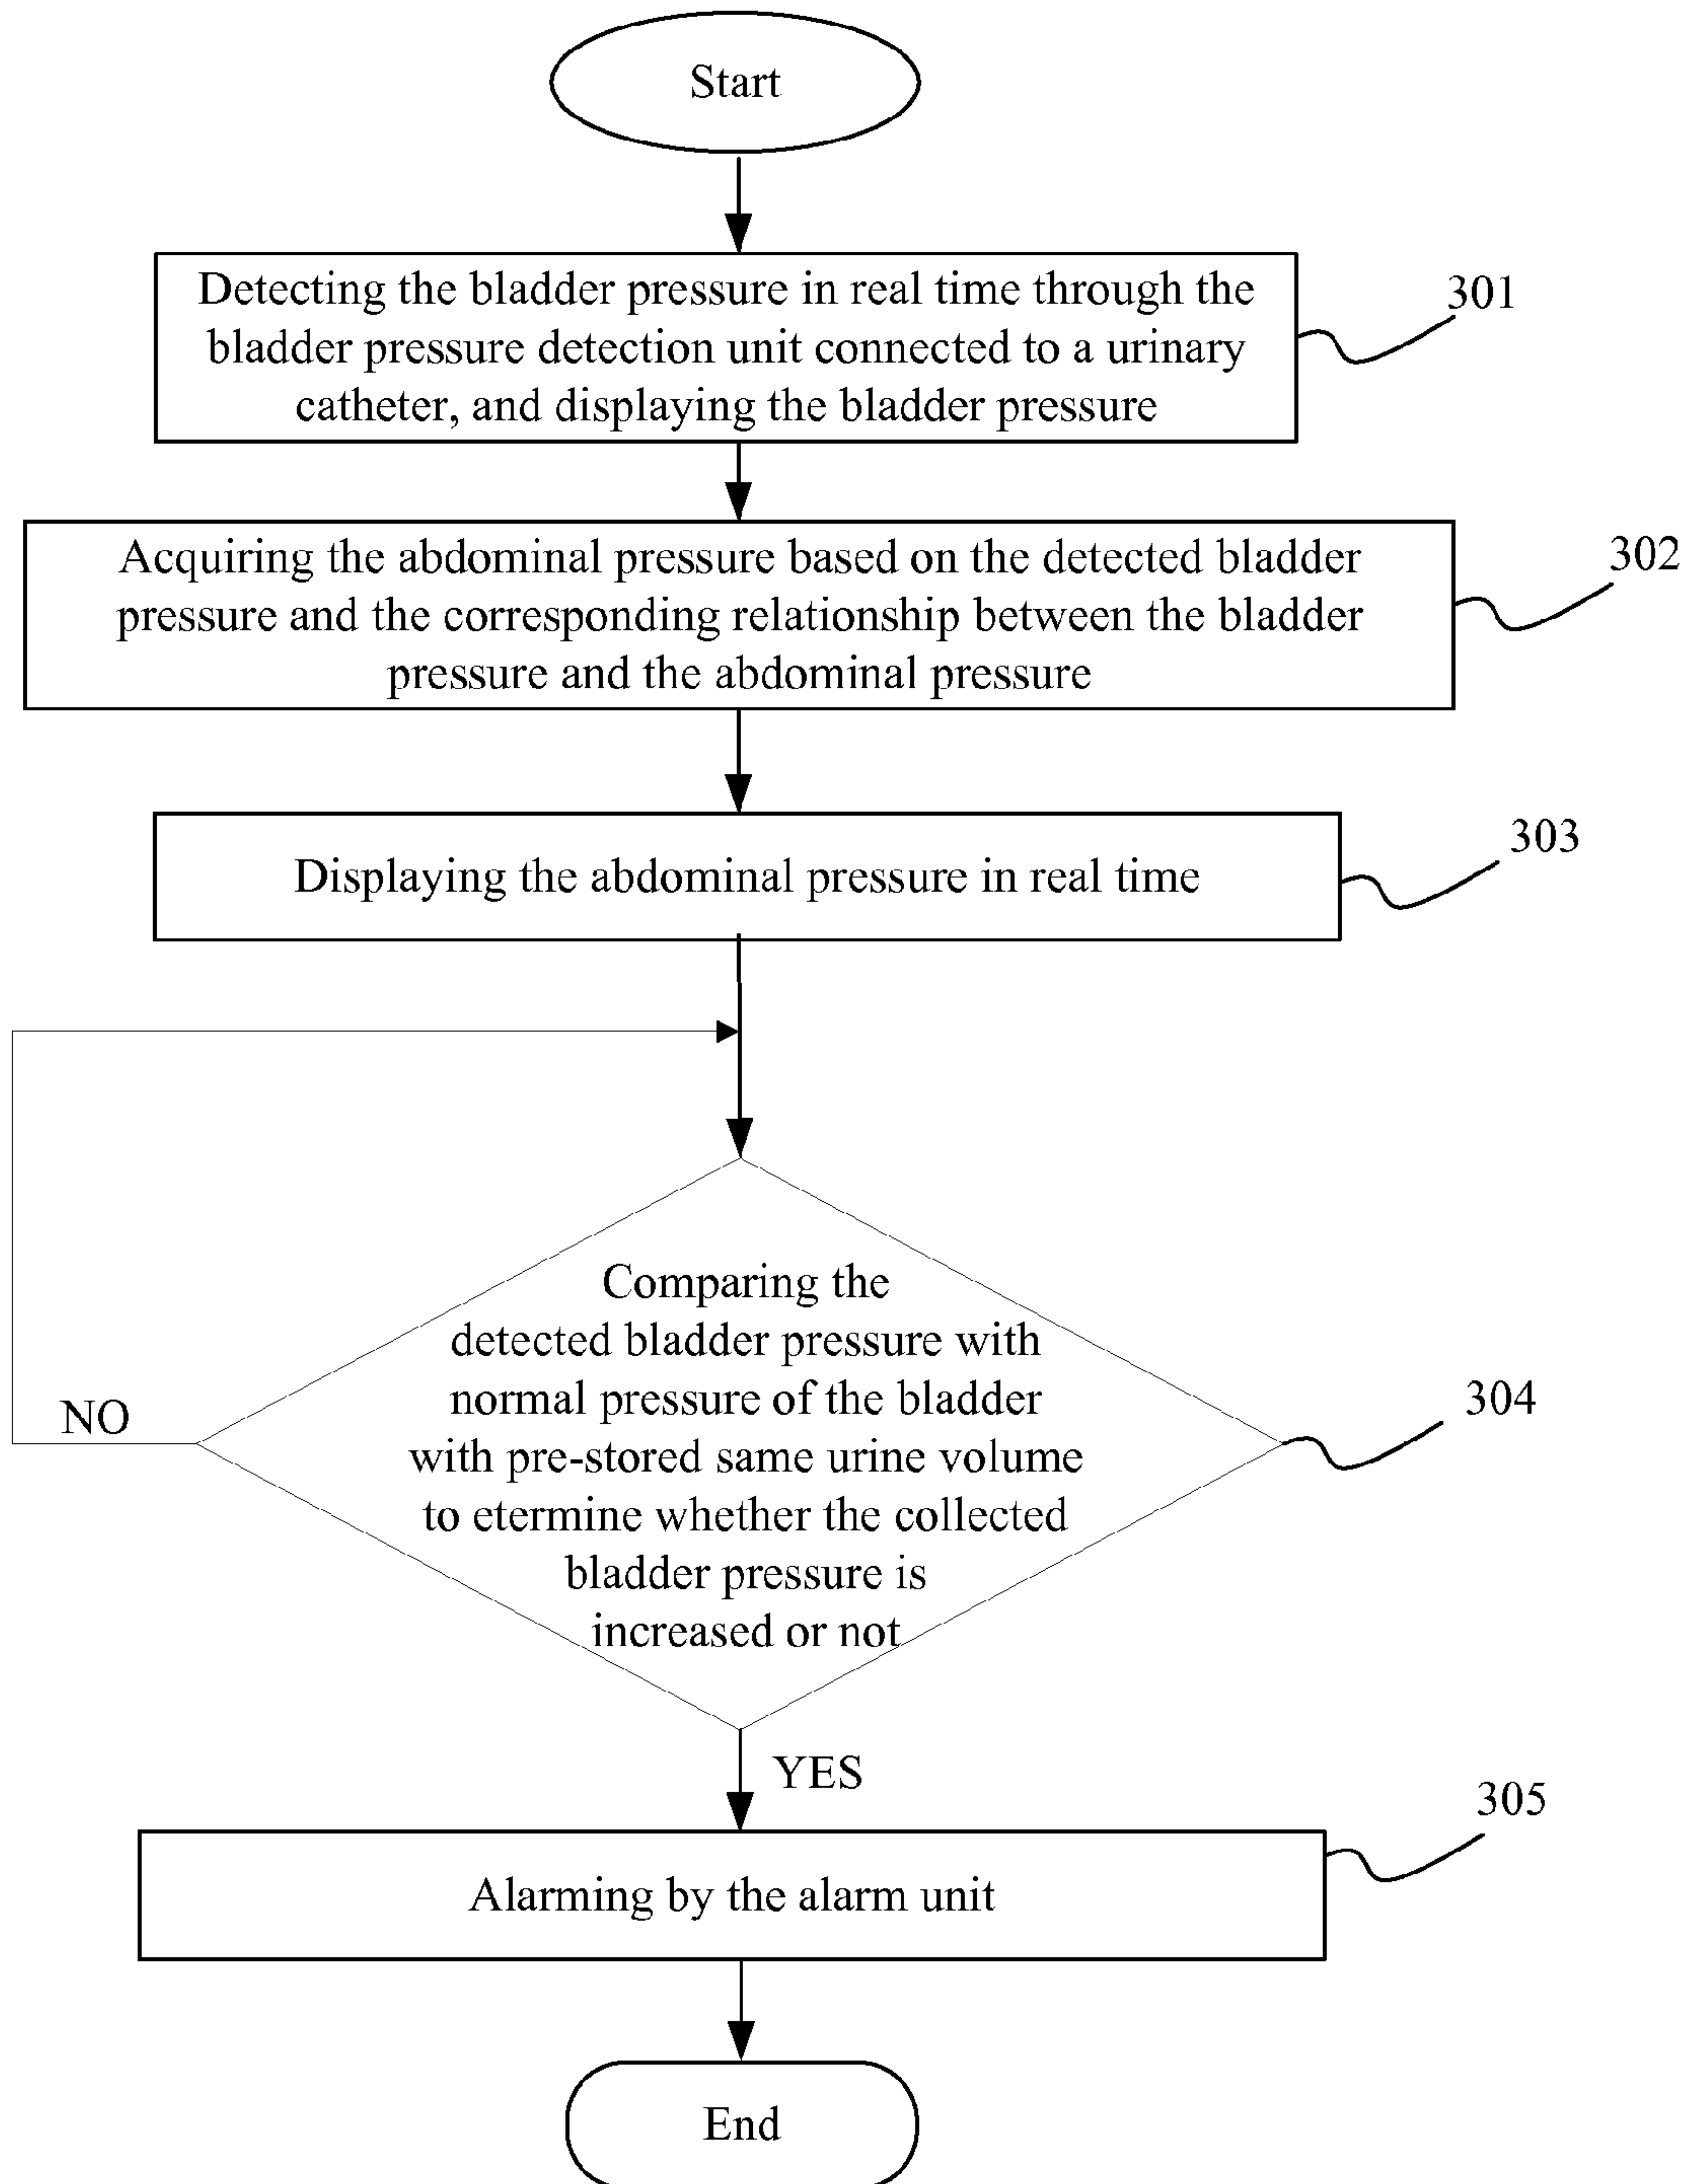 Start
Detecting the bladder pressure in real time through the
bladder pressure detection unit connected to a urinary
catheter, and displaying the bladder pressure
301
Acquiring the abdominal pressure based on the detected bladder
pressure and the corresponding relationship between the bladder
pressure and the abdominal pressure
302
Displaying the abdominal pressure in real time
303
Comparing the
detected bladder pressure with
normal pressure of the bladder
with pre-stored same urine volume
to etermine whether the collected
bladder pressure is
increased or not
304
NO
YES
Alarming by the alarm unit
305
End